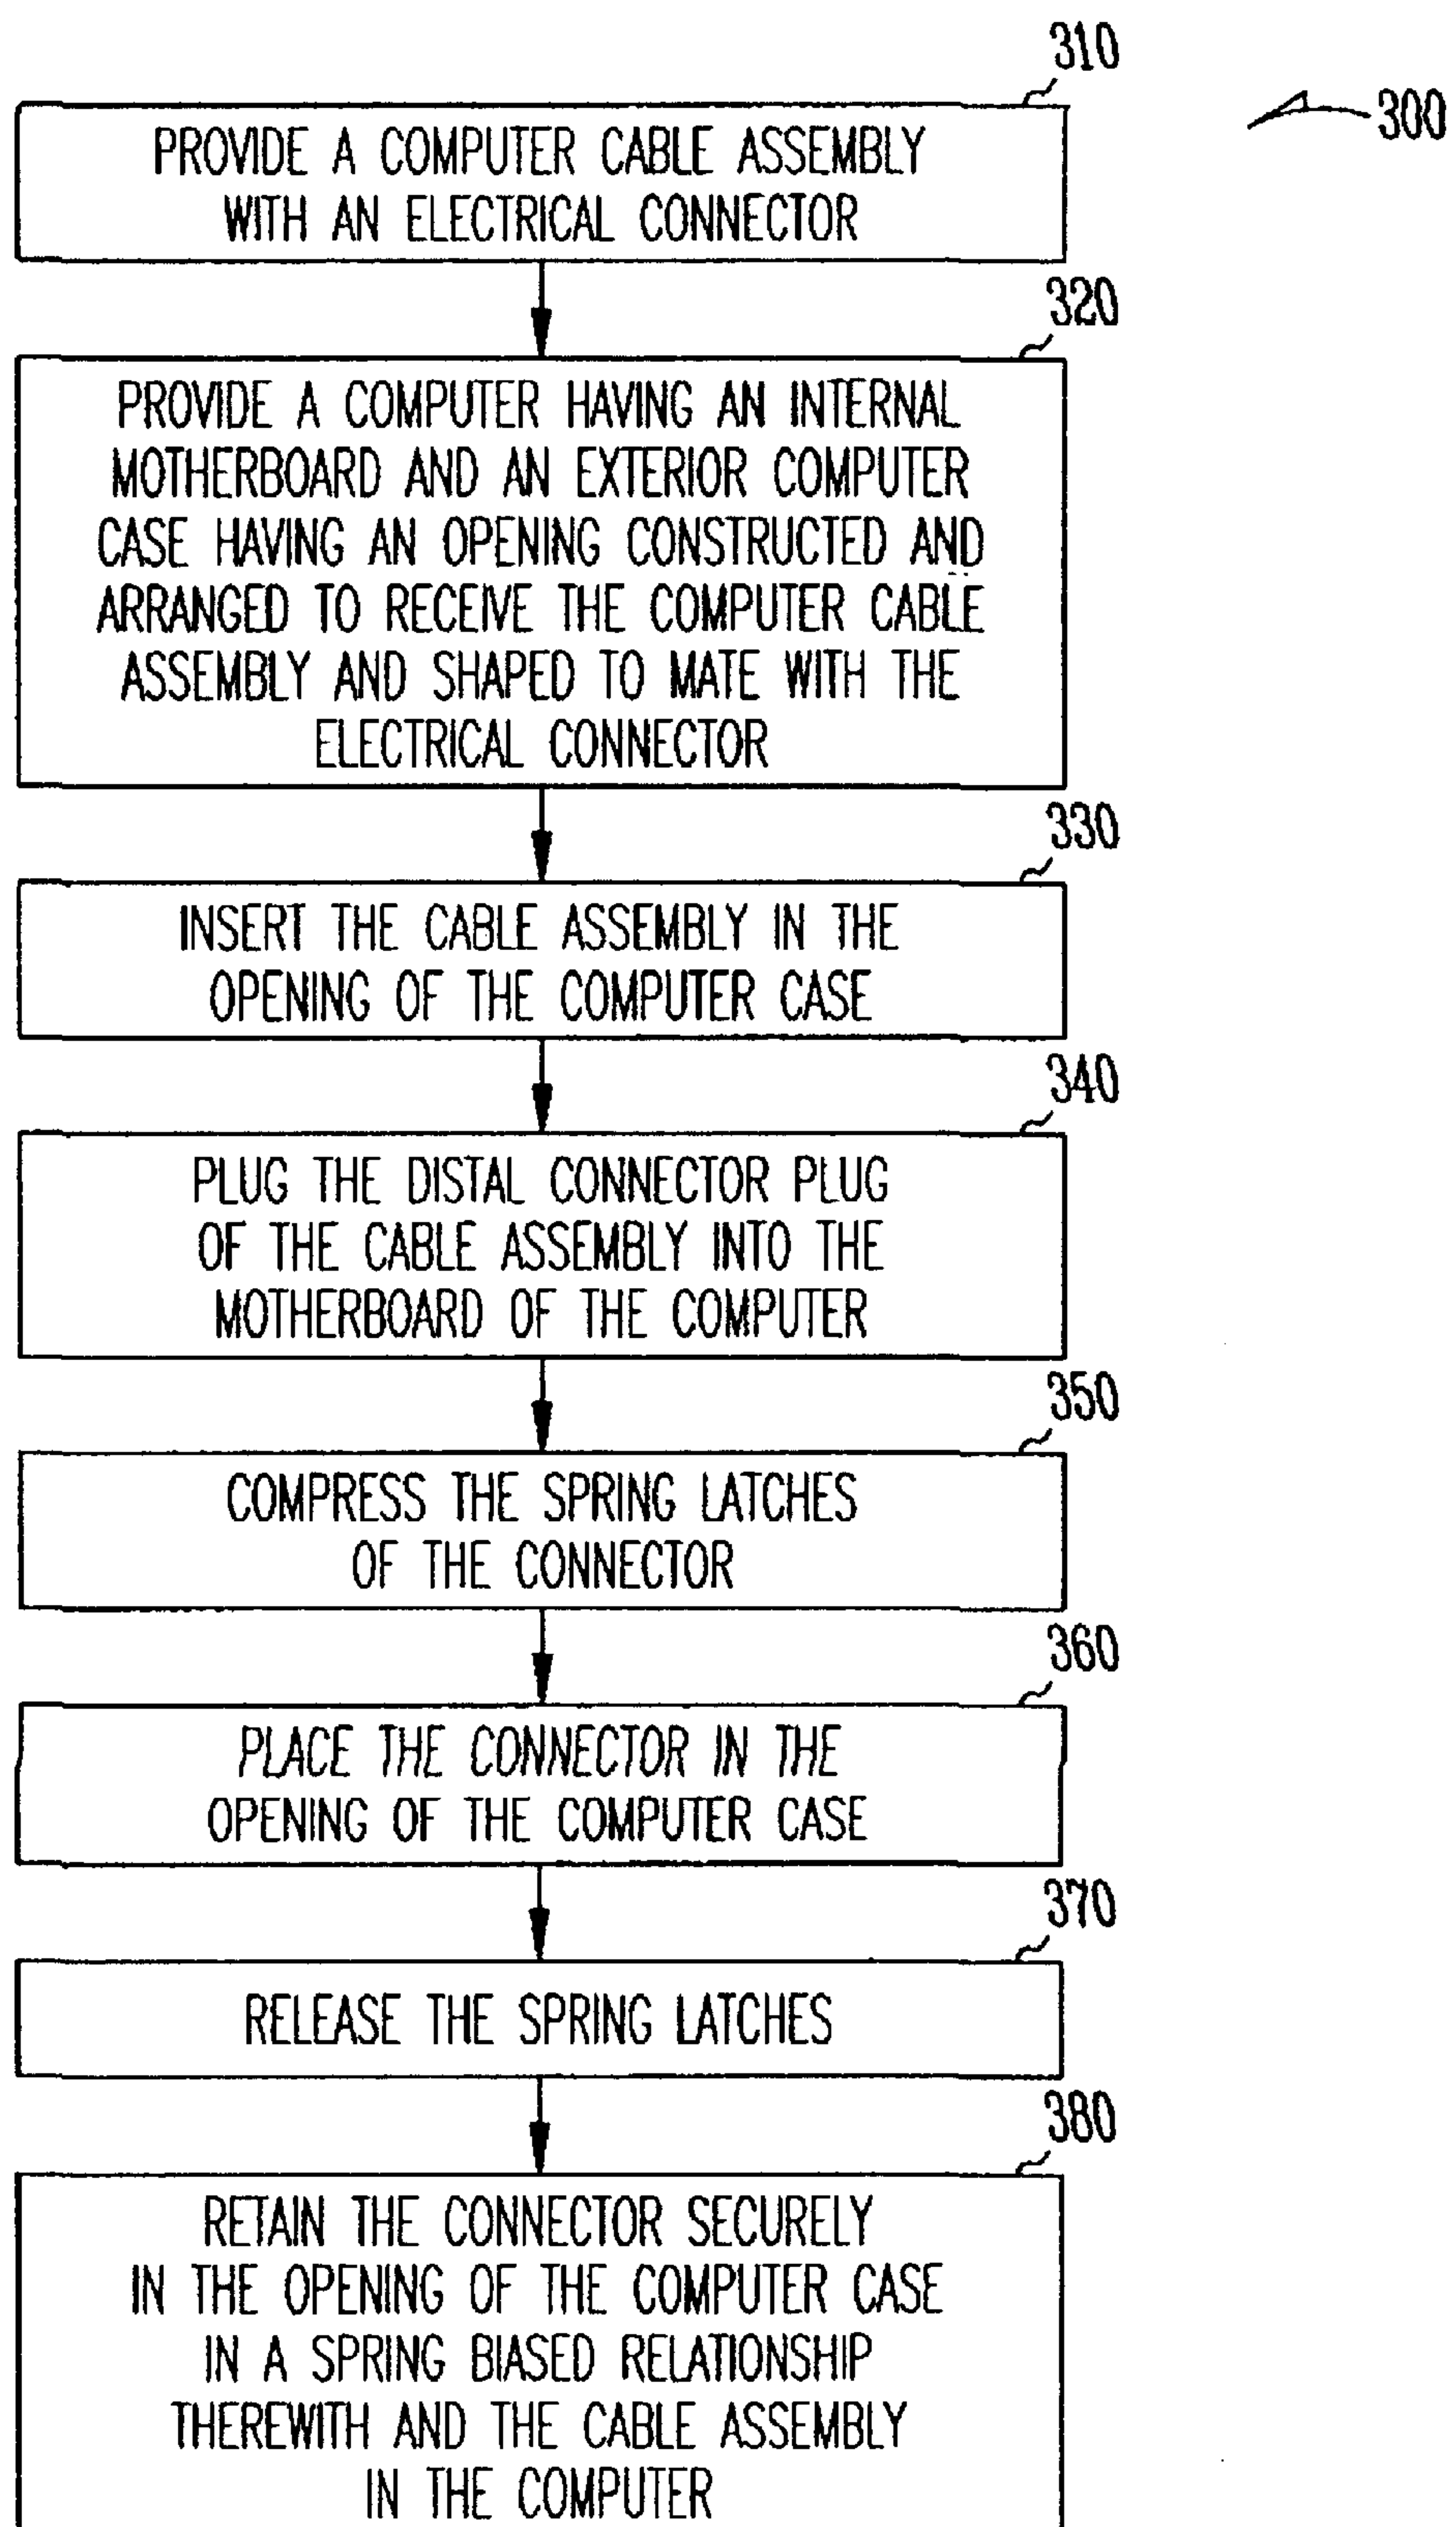 310
300
PROVIDE A COMPUTER CABLE ASSEMBLY
WITH AN ELECTRICAL CONNECTOR
320
PROVIDE A COMPUTER HAVING AN INTERNAL
MOTHERBOARD AND AN EXTERIOR COMPUTER
CASE HAVING AN OPENING CONSTRUCTED AND
ARRANGED TO RECEIVE THE COMPUTER CABLE
ASSEMBLY AND SHAPED TO MATE WITH THE
ELECTRICAL CONNECTOR
330
INSERT THE CABLE ASSEMBLY IN THE
OPENING OF THE COMPUTER CASE
340
PLUG THE DISTAL CONNECTOR PLUG
OF THE CABLE ASSEMBLY INTO THE
MOTHERBOARD OF THE COMPUTER
350
COMPRESS THE SPRING LATCHES
OF THE CONNECTOR
360
PLACE THE CONNECTOR IN THE
OPENING OF THE COMPUTER CASE
370
RELEASE THE SPRING LATCHES
380
RETAIN THE CONNECTOR SECURELY
IN THE OPENING OF THE COMPUTER CASE
IN A SPRING BIASED RELATIONSHIP
THEREWITH AND THE CABLE ASSEMBLY
IN THE COMPUTER